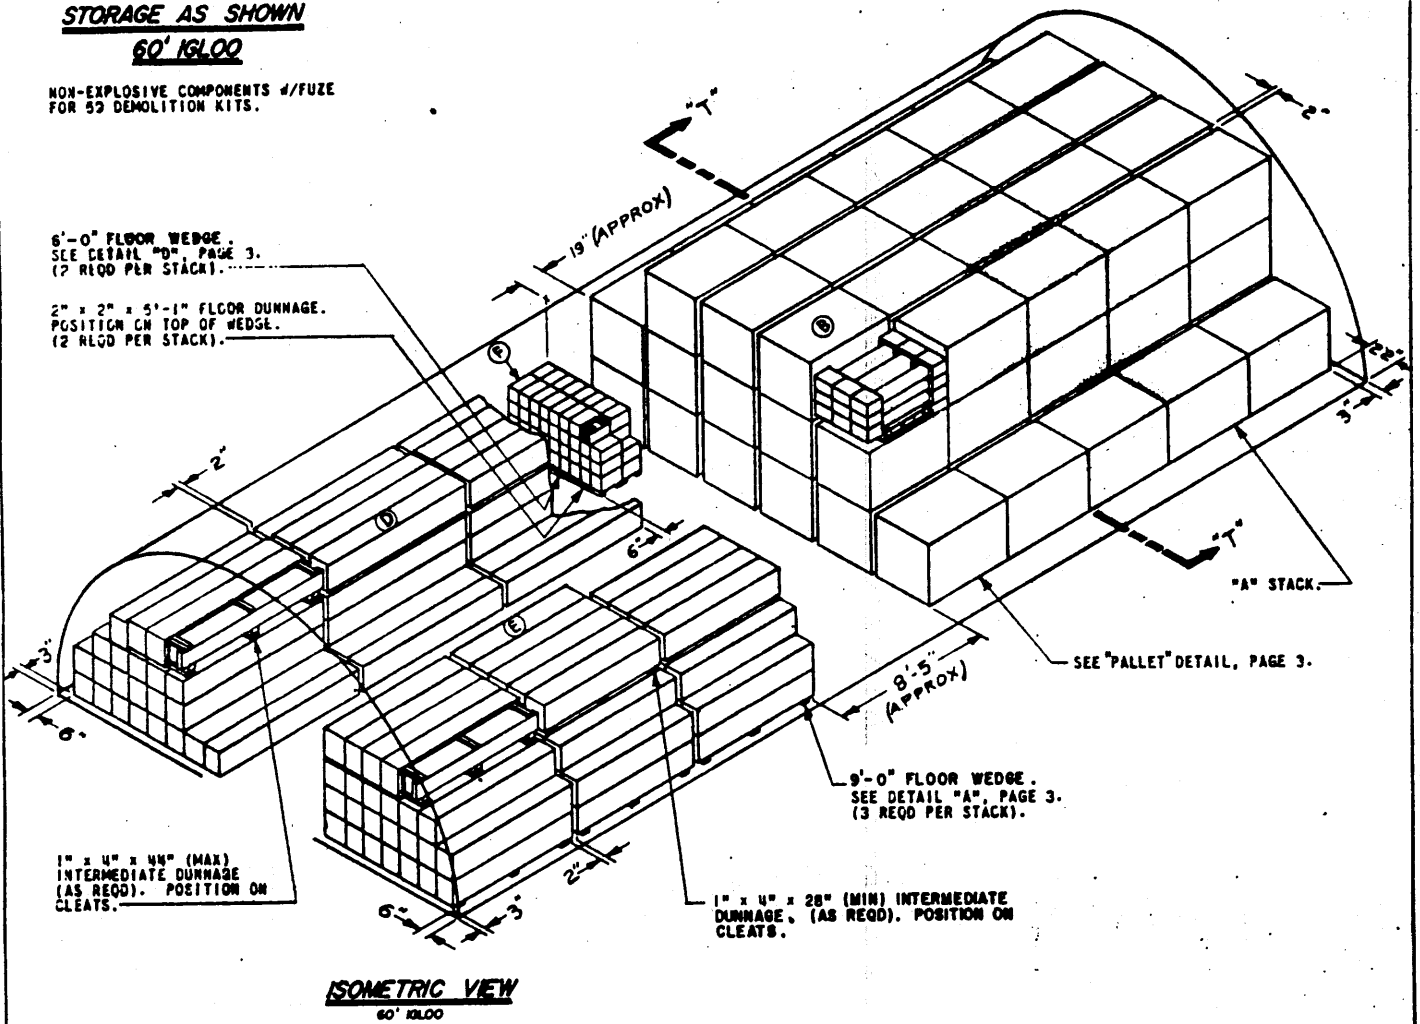 STORAGE AS SHOWN
60' IGLOO
NON-EXPLOSIVE COMPONENTS W/FUZE
FOR 50 DEMOLITION KITS.
"T"
2"
19" (APPROX)
6'-0" FLOOR WEDGE.
SEE DETAIL "D", PAGE 3.
(2 REQD PER STACK).
2" x 2" x 5'-1" FLOOR DUNNAGE.
POSITION ON TOP OF WEDGE.
(2 REQD PER STACK).
F
B
22"
3"
2"
D
6"
"T"
"A" STACK.
E
SEE "PALLET" DETAIL, PAGE 3.
8'-5"
(APPROX)
3"
6"
9'-0" FLOOR WEDGE.
SEE DETAIL "A", PAGE 3.
(3 REQD PER STACK).
1" x 4" x 44" (MAX)
INTERMEDIATE DUNNAGE
(AS REQD). POSITION ON
CLEATS.
2"
6"
3"
1" x 4" x 28" (MIN) INTERMEDIATE
DUNNAGE. (AS REQD). POSITION ON
CLEATS.
ISOMETRIC VIEW
60' IGLOO